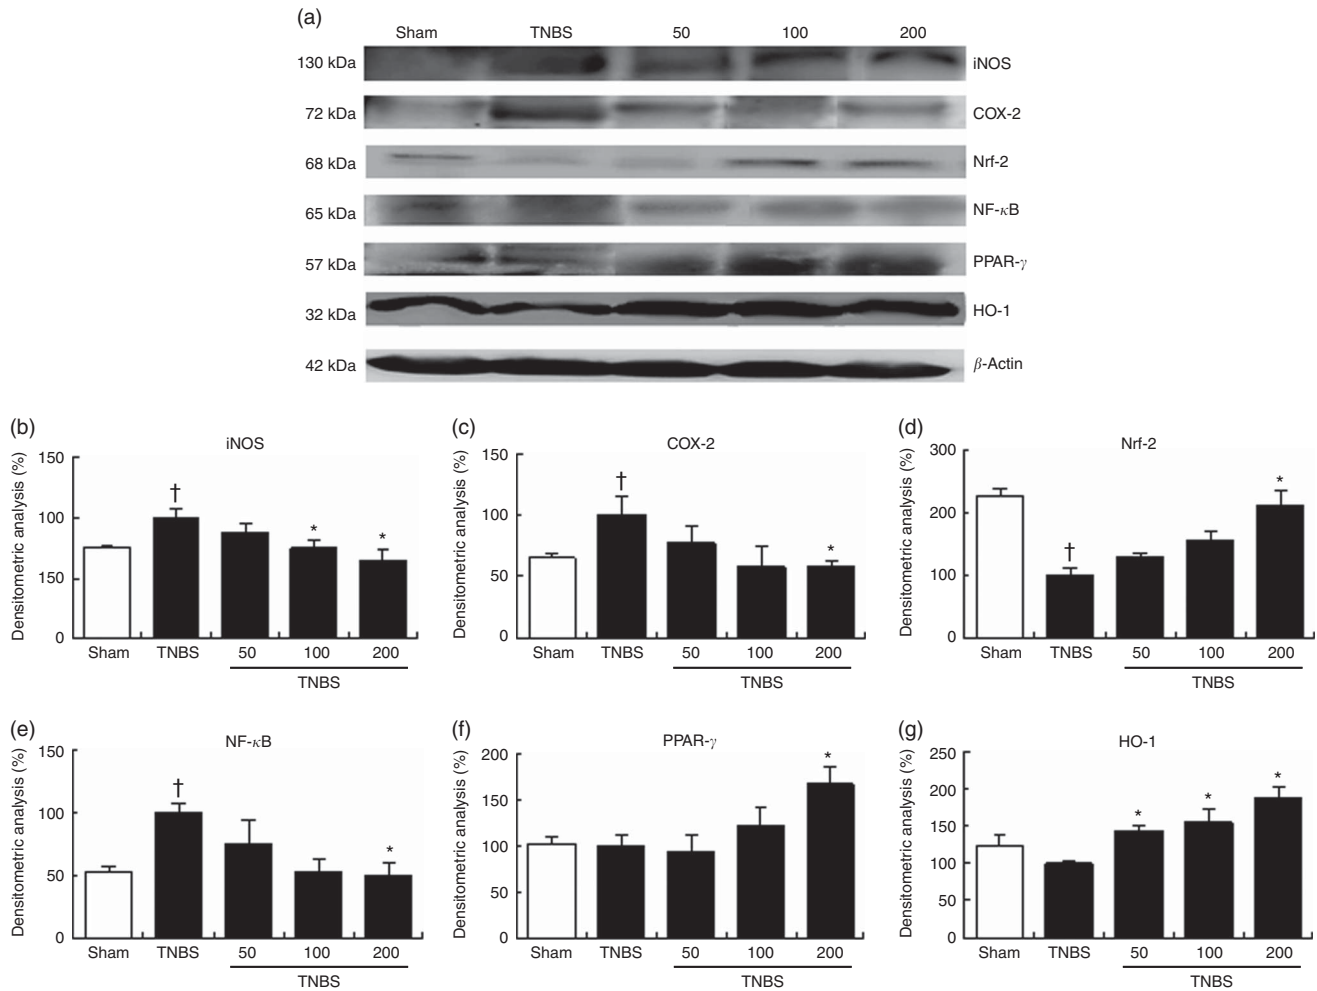 (a)
Sham TNBS 50 100 200
130 kDa iNOS
72 kDa COX-2
68 kDa Nrf-2
65 kDa NF-κB
57 kDa PPAR-γ
32 kDa HO-1
42 kDa β-Actin
(b)
iNOS
Densitometric analysis (%)
150
100
150
0
†
*
*
Sham TNBS 50 100 200
TNBS
(c)
COX-2
Densitometric analysis (%)
150
100
50
0
†
*
Sham TNBS 50 100 200
TNBS
(d)
Nrf-2
Densitometric analysis (%)
300
200
100
0
†
*
Sham TNBS 50 100 200
TNBS
(e)
NF-κB
Densitometric analysis (%)
150
100
50
0
†
*
Sham TNBS 50 100 200
TNBS
(f)
PPAR-γ
Densitometric analysis (%)
200
150
100
50
0
*
Sham TNBS 50 100 200
TNBS
(g)
HO-1
Densitometric analysis (%)
250
200
150
100
50
0
*
*
*
Sham TNBS 50 100 200
TNBS